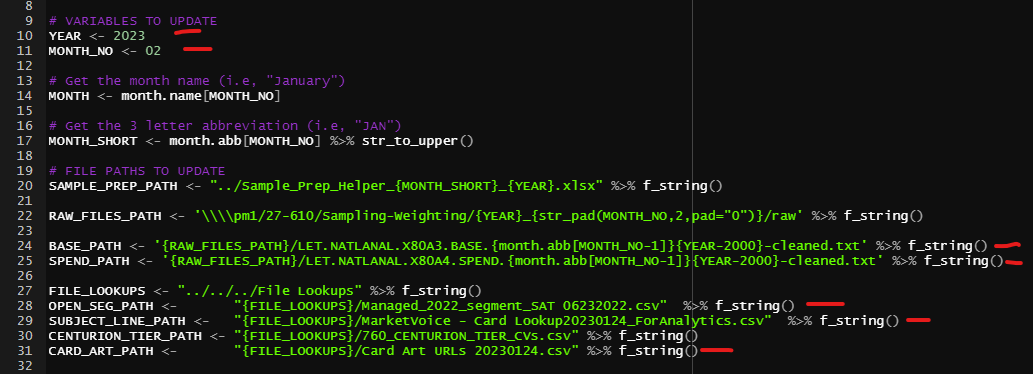 8
9 # VARIABLES TO UPDATE
10 YEAR <- 2023
11 MONTH_NO <- 02
12
13 # Get the month name (i.e, "January")
14 MONTH <- month.name[MONTH_NO]
15
16 # Get the 3 letter abbreviation (i.e, "JAN")
17 MONTH_SHORT <- month.abb[MONTH_NO] %>% str_to_upper()
18
19 # FILE PATHS TO UPDATE
20 SAMPLE_PREP_PATH <- "../Sample_Prep_Helper_{MONTH_SHORT}_{YEAR}.xlsx" %>% f_string()
21
22 RAW_FILES_PATH <- '\\\\pm1/27-610/Sampling-Weighting/{YEAR}_{str_pad(MONTH_NO,2,pad="0")}/raw' %>% f_string()
23
24 BASE_PATH <- '{RAW_FILES_PATH}/LET.NATLANAL.X80A3.BASE.{month.abb[MONTH_NO-1]}{YEAR-2000}-cleaned.txt' %>% f_string()
25 SPEND_PATH <- '{RAW_FILES_PATH}/LET.NATLANAL.X80A4.SPEND.{month.abb[MONTH_NO-1]}{YEAR-2000}-cleaned.txt' %>% f_string()
26
27 FILE_LOOKUPS <- "../../../File Lookups" %>% f_string()
28 OPEN_SEG_PATH <- "{FILE_LOOKUPS}/Managed_2022_segment_SAT 06232022.csv" %>% f_string()
29 SUBJECT_LINE_PATH <- "{FILE_LOOKUPS}/MarketVoice - Card Lookup20230124_ForAnalytics.csv" %>% f_string()
30 CENTURION_TIER_PATH <- "{FILE_LOOKUPS}/760_CENTURION_TIER_CVs.csv" %>% f_string()
31 CARD_ART_PATH <- "{FILE_LOOKUPS}/Card Art URLs 20230124.csv" %>% f_string()
32